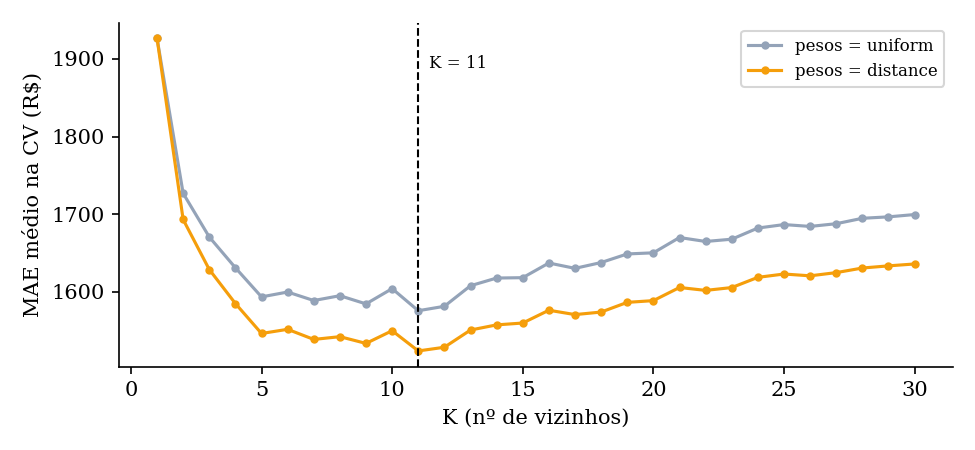 pesos = uniform
pesos = distance
K = 11
MAE médio na CV (R$)
1900
1800
1700
1600
0 5 10 15 20 25 30
K (nº de vizinhos)